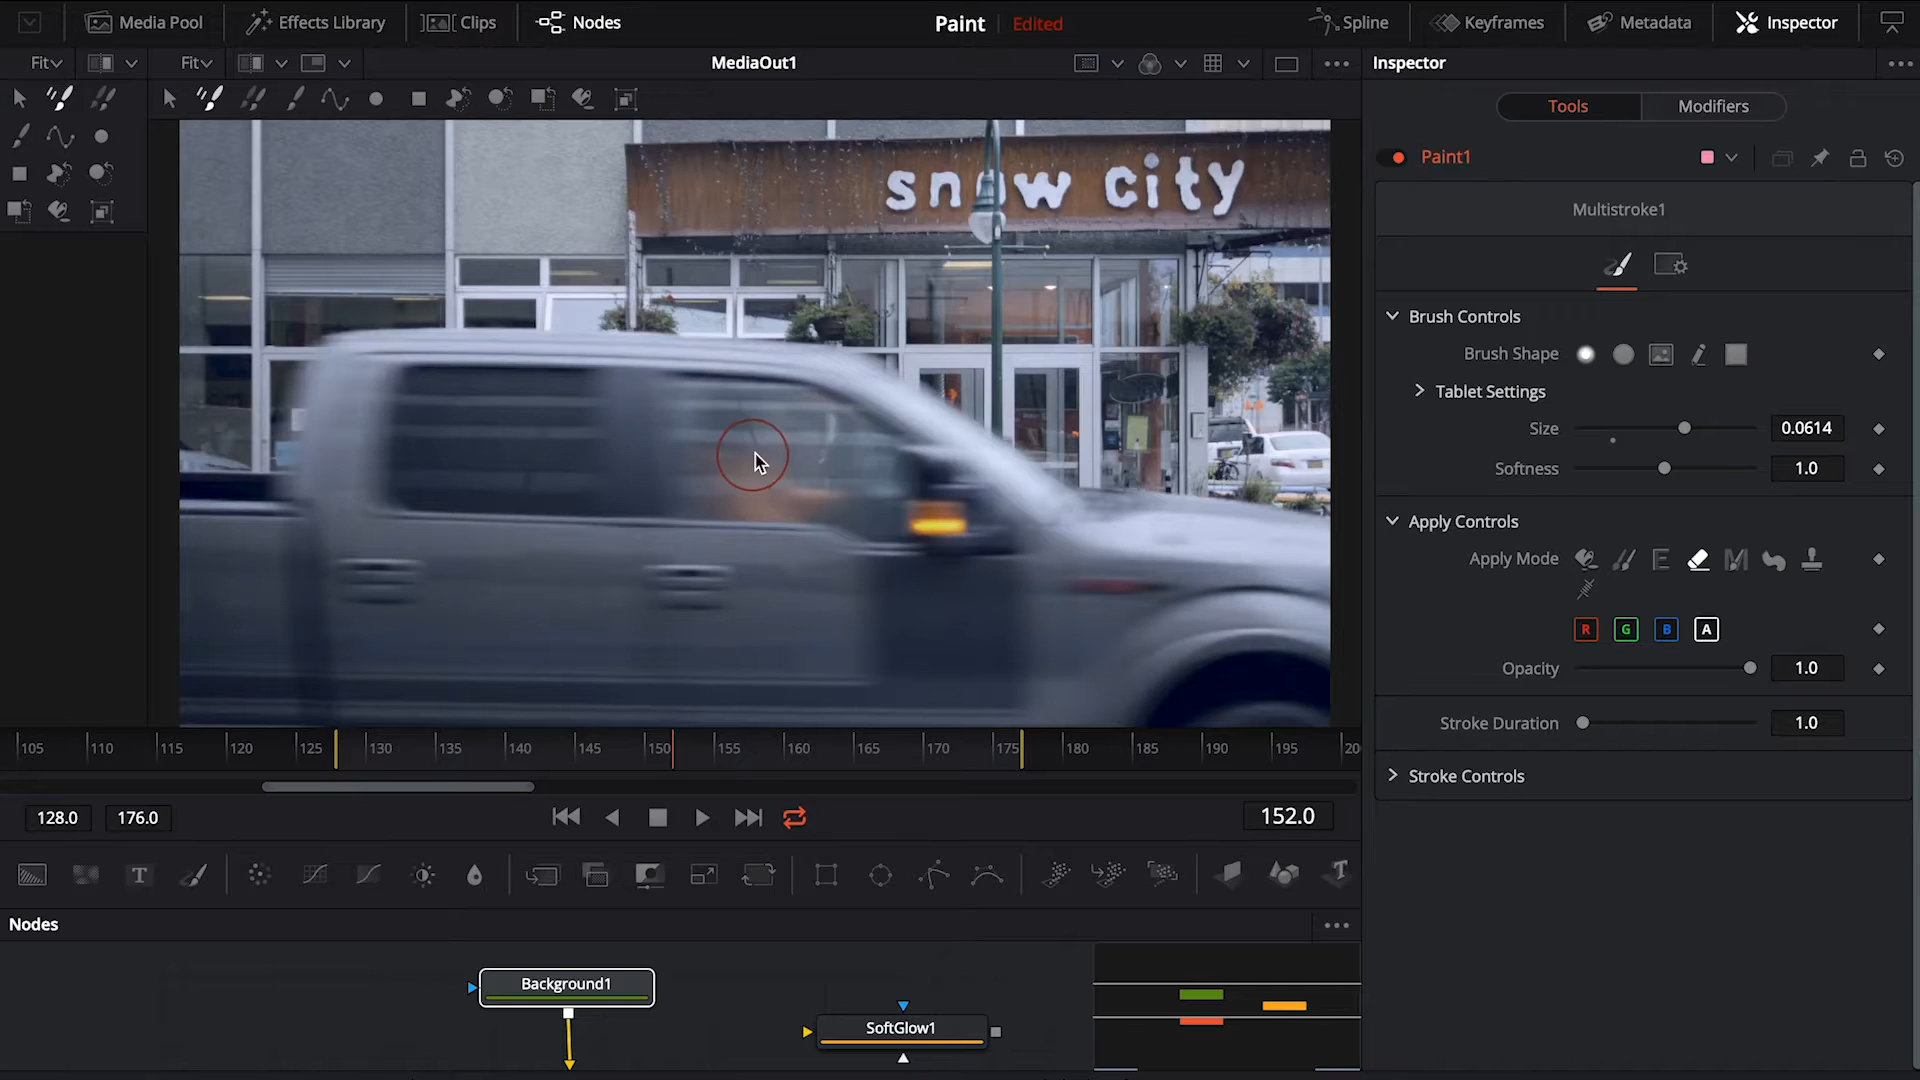 Media Pool
Effects Library
Clips
Nodes
Paint
Edited
Spline
Keyframes
Metadata
Inspector
Fit
Fit
MediaOut1
Inspector
Tools
Modifiers
Paint1
snow city
Multistroke1
Brush Controls
Brush Shape
Tablet Settings
Size
0.0614
Softness
1.0
Apply Controls
Apply Mode
E
M
R
G
B
A
Opacity
1.0
Stroke Duration
1.0
Stroke Controls
105 110 115 120 125 130 135 140 145 150 155 160 165 170 175 180 185 190 195 20
128.0
176.0
152.0
T
T
Nodes
Background1
SoftGlow1